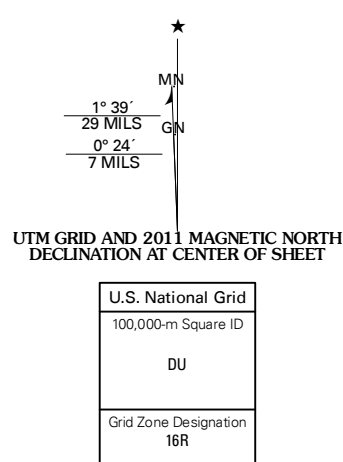 ★
MN
1° 39´
29 MILS
GN
0° 24´
7 MILS
UTM GRID AND 2011 MAGNETIC NORTH
DECLINATION AT CENTER OF SHEET
U.S. National Grid
100,000-m Square ID
DU
Grid Zone Designation
16R